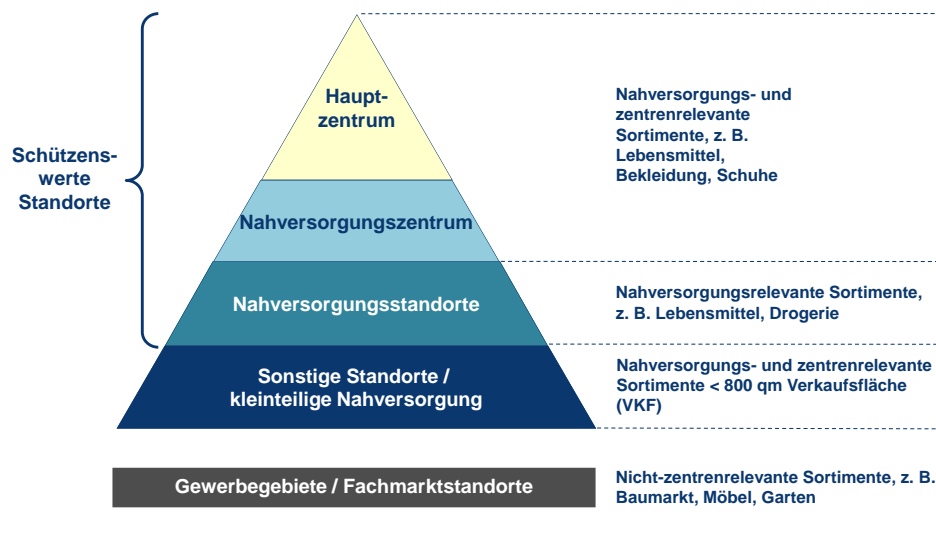 Schützens-
werte
Standorte
Haupt-
zentrum
Nahversorgungs- und
zentrenrelevante
Sortimente, z. B.
Lebensmittel,
Bekleidung, Schuhe
Nahversorgungszentrum
Nahversorgungsstandorte
Nahversorgungsrelevante Sortimente,
z. B. Lebensmittel, Drogerie
Sonstige Standorte /
kleinteilige Nahversorgung
Nahversorgungs- und zentrenrelevante
Sortimente < 800 qm Verkaufsfläche
(VKF)
Gewerbegebiete / Fachmarktstandorte
Nicht-zentrenrelevante Sortimente, z. B.
Baumarkt, Möbel, Garten